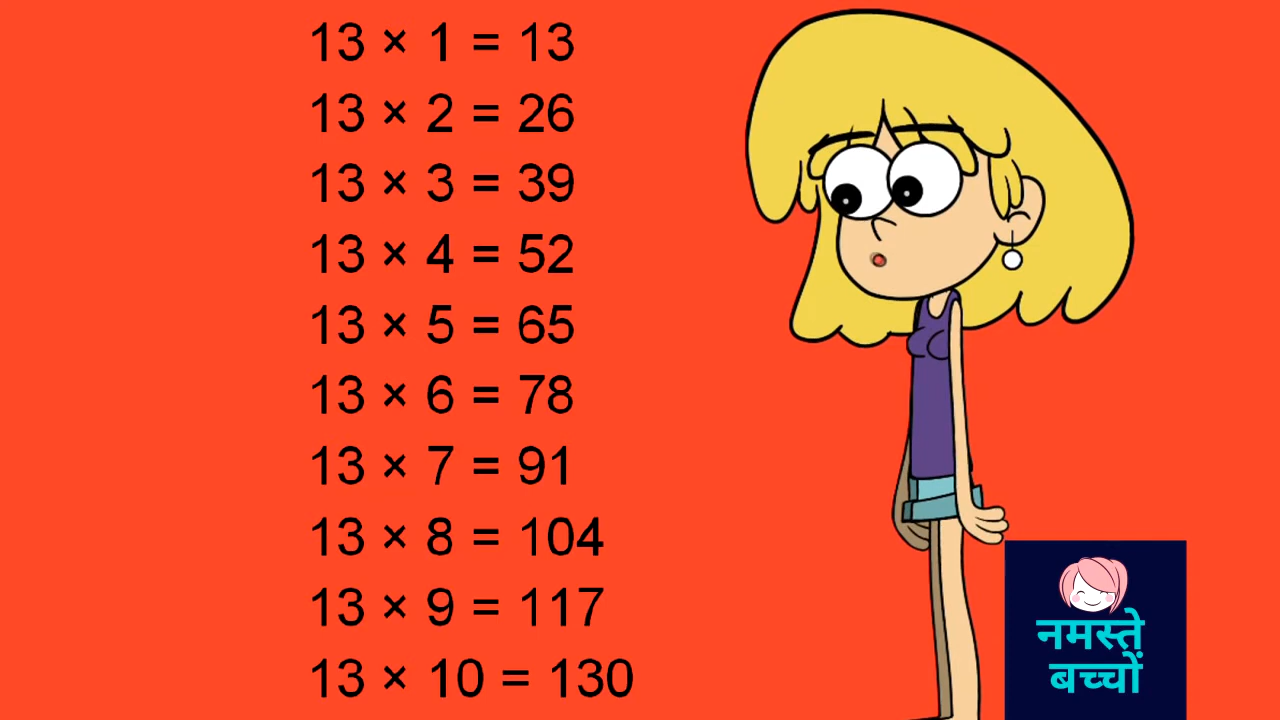 13 × 1 = 13
13 × 2 = 26
13 × 3 = 39
13 × 4 = 52
13 × 5 = 65
13 × 6 = 78
13 × 7 = 91
13 × 8 = 104
13 × 9 = 117
13 × 10 = 130
नमस्ते
बच्चों